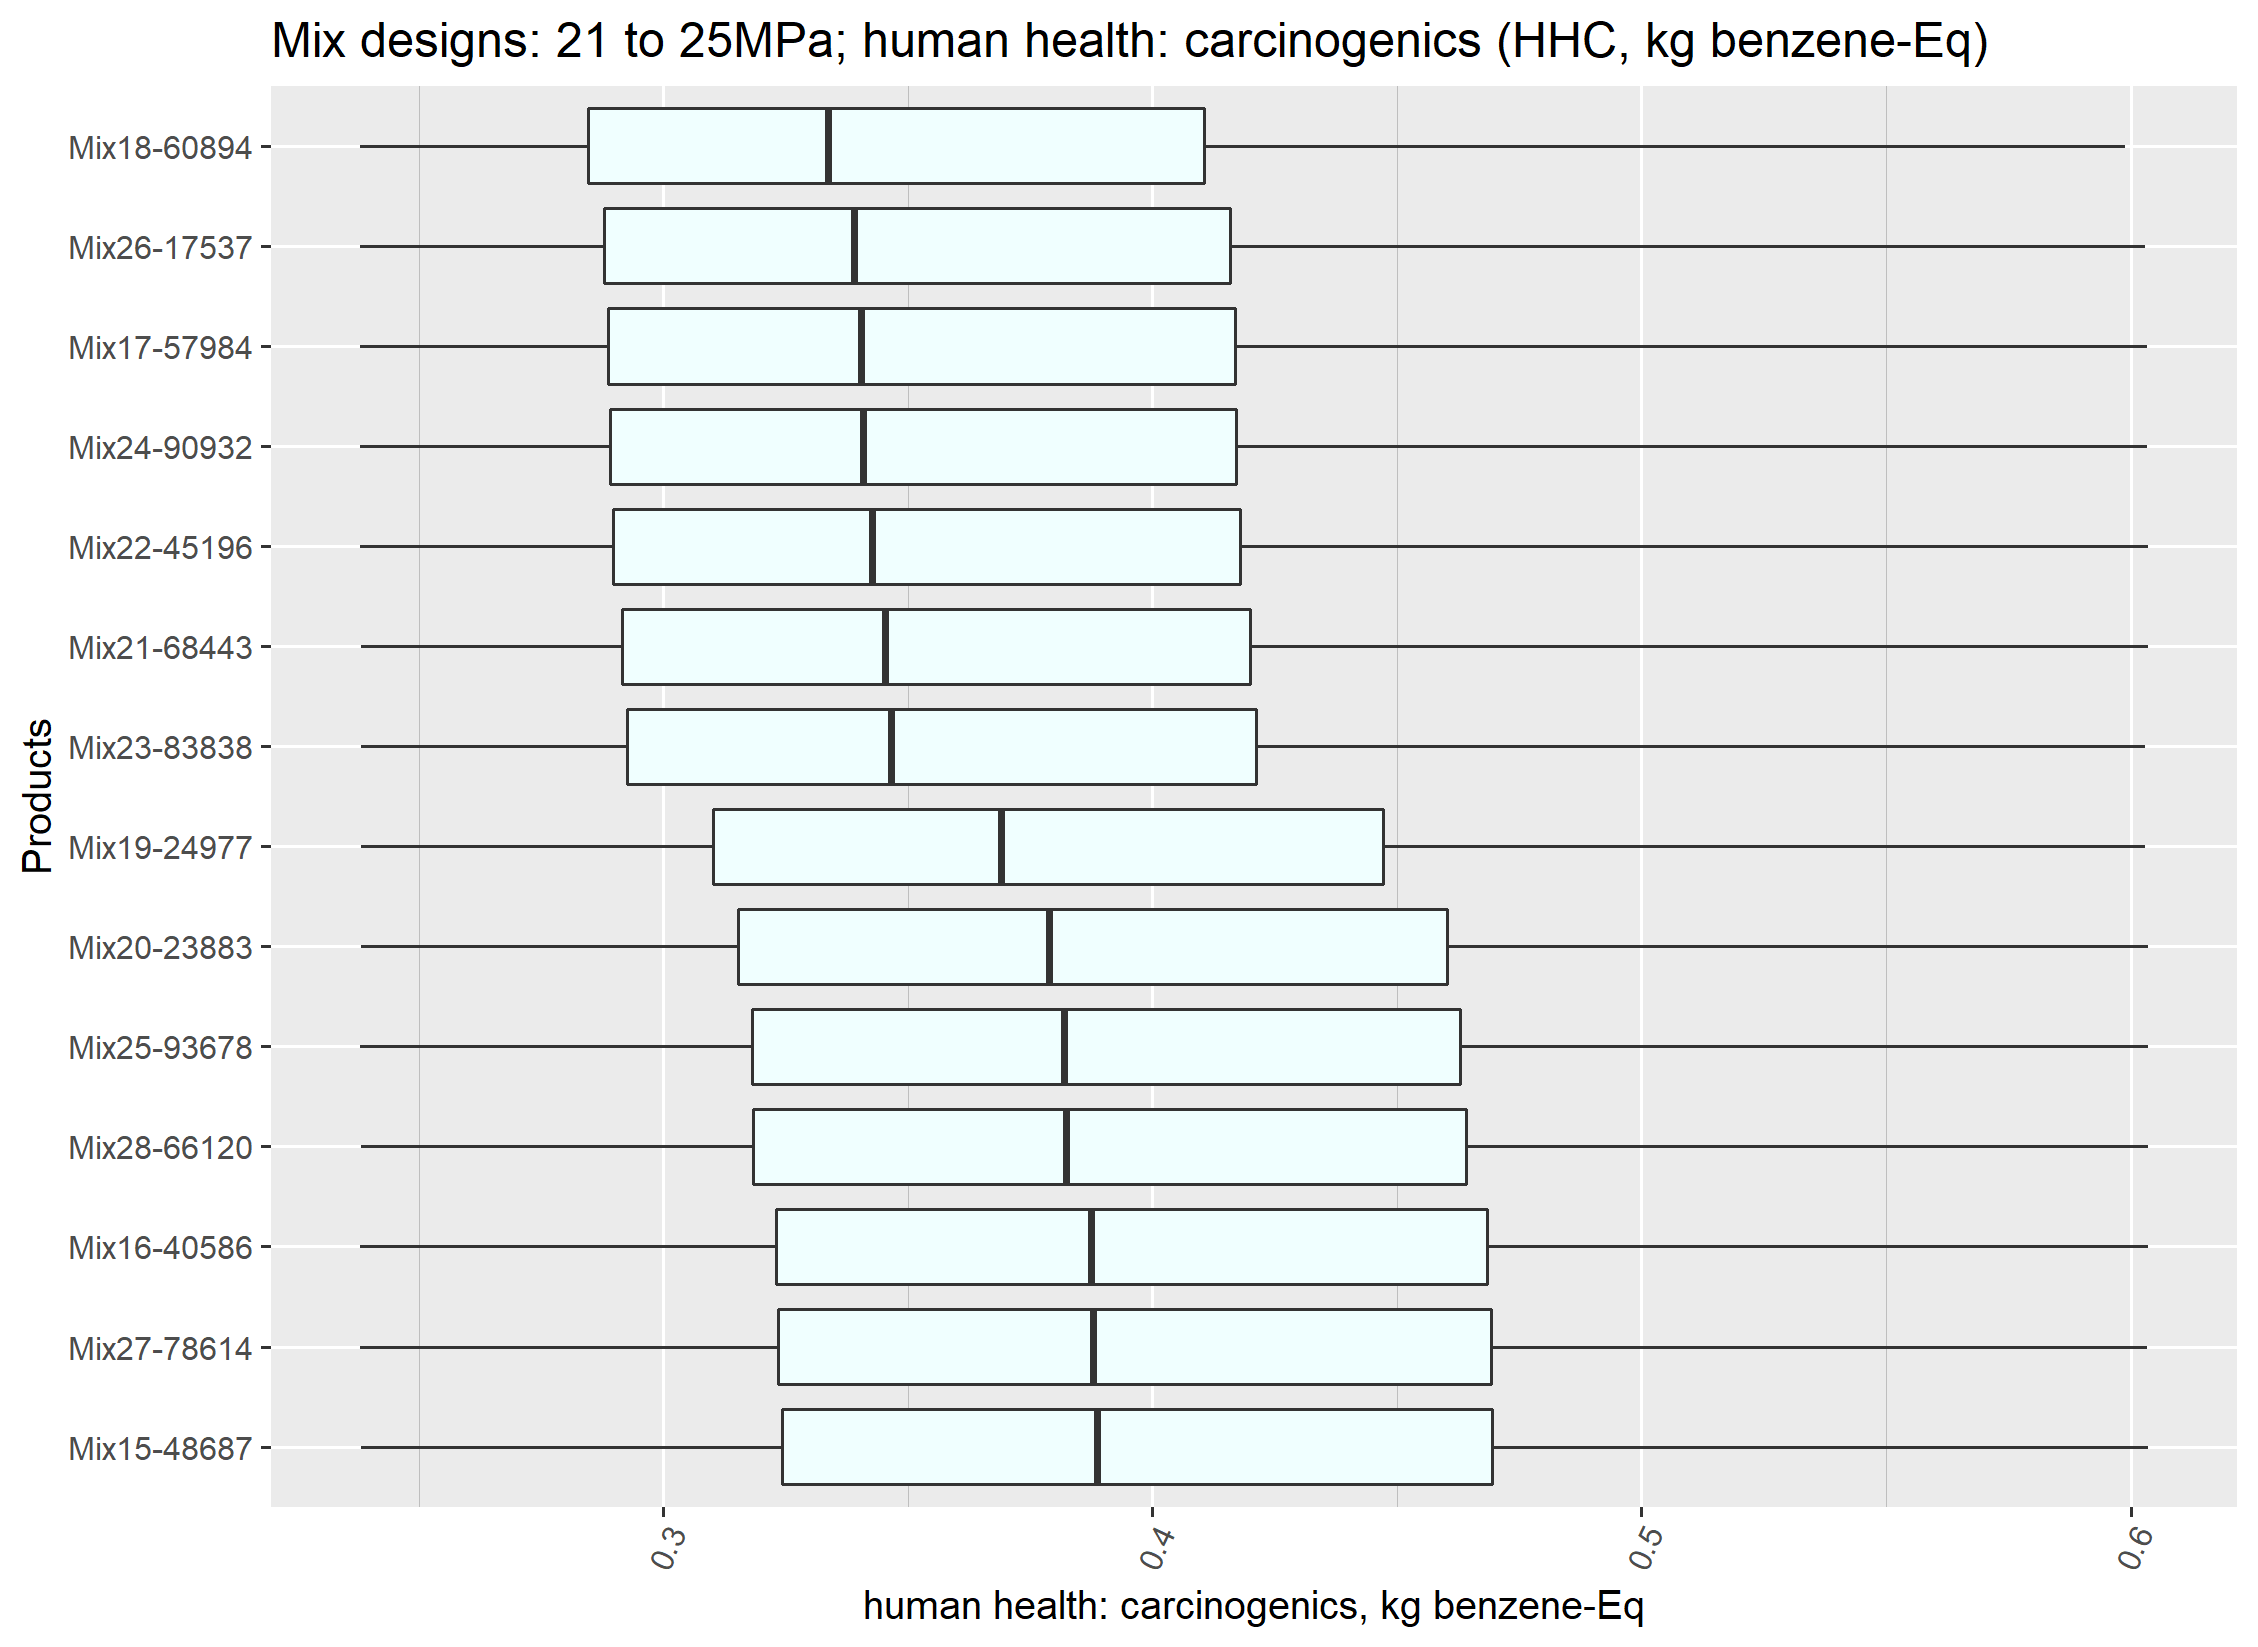 Mix designs: 21 to 25MPa; human health: carcinogenics (HHC, kg benzene-Eq)
Products
Mix18-60894
Mix26-17537
Mix17-57984
Mix24-90932
Mix22-45196
Mix21-68443
Mix23-83838
Mix19-24977
Mix20-23883
Mix25-93678
Mix28-66120
Mix16-40586
Mix27-78614
Mix15-48687
0.3 0.4 0.5 0.6
human health: carcinogenics, kg benzene-Eq